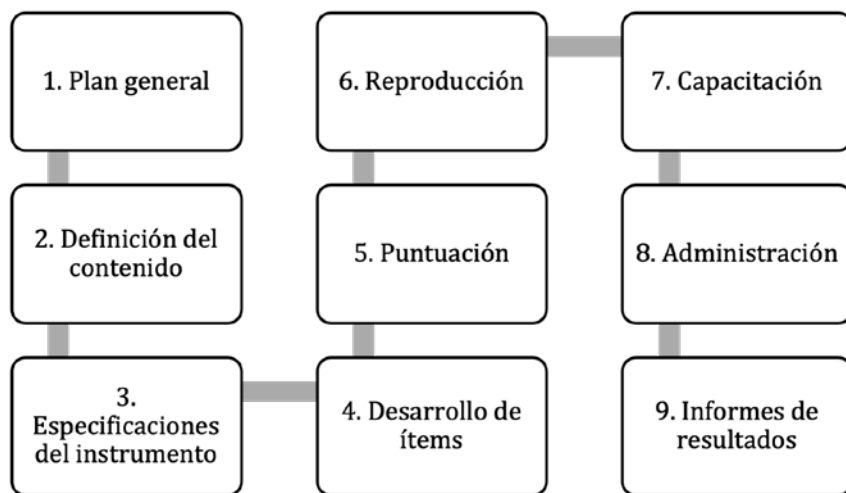 1. Plan general
2. Definición del
contenido
3.
Especificaciones
del instrumento
4. Desarrollo de
ítems
5. Puntuación
6. Reproducción
7. Capacitación
8. Administración
9. Informes de
resultados